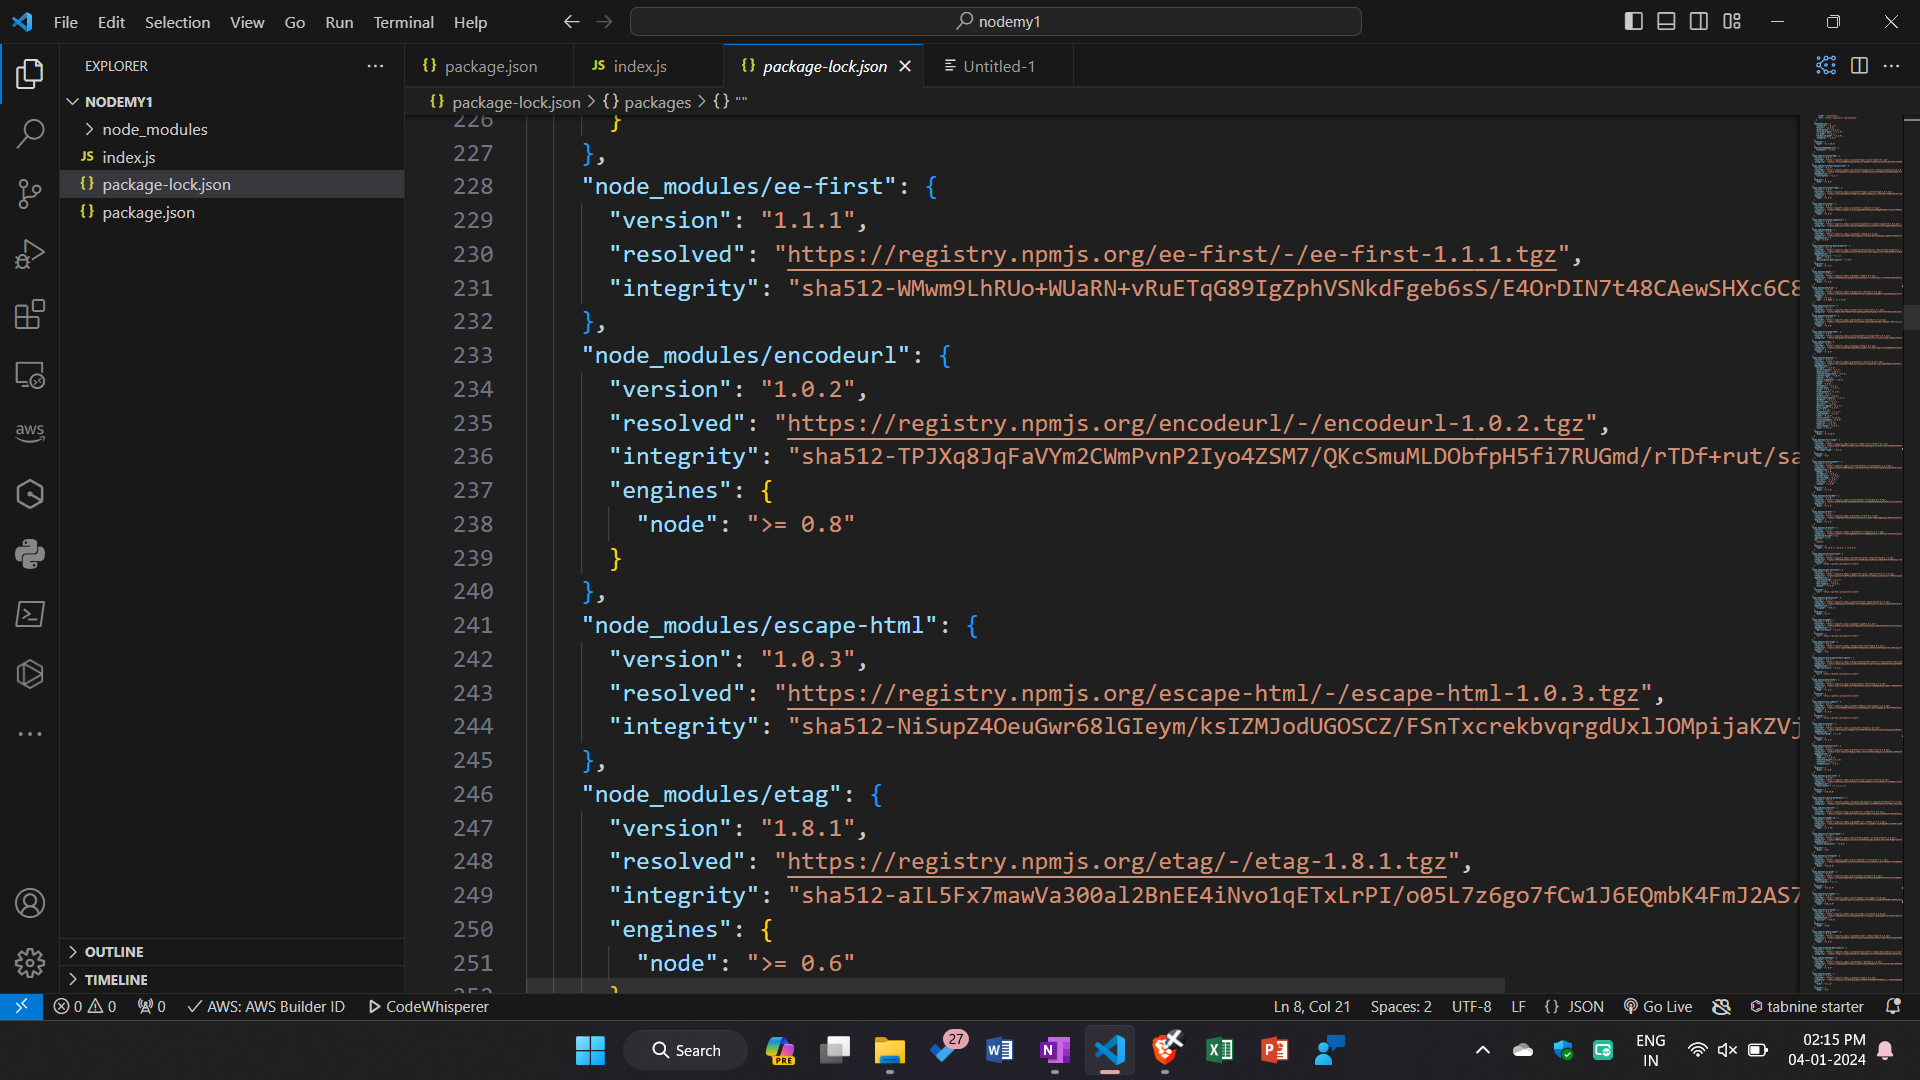 File Edit Selection View Go Run Terminal Help
nodemy1
EXPLORER
NODEMY1
node_modules
JS index.js
{} package-lock.json
{} package.json
OUTLINE
TIMELINE
aws
{} package.json
JS index.js
{} package-lock.json
Untitled-1
{} package-lock.json > {} packages > {} ""
226 }
227 },
228 "node_modules/ee-first": {
229 "version": "1.1.1",
230 "resolved": "https://registry.npmjs.org/ee-first/-/ee-first-1.1.1.tgz",
231 "integrity": "sha512-WMwm9LhRUo+WUaRN+vRuETqG89IgZphVSNkdFgeb6sS/E4OrDIN7t48CAewSHXc6C8
232 },
233 "node_modules/encodeurl": {
234 "version": "1.0.2",
235 "resolved": "https://registry.npmjs.org/encodeurl/-/encodeurl-1.0.2.tgz",
236 "integrity": "sha512-TPJXq8JqFaVYm2CWmPvnP2Iyo4ZSM7/QKcSmuMLDObfpH5fi7RUGmd/rTDf+rut/sa
237 "engines": {
238 "node": ">= 0.8"
239 }
240 },
241 "node_modules/escape-html": {
242 "version": "1.0.3",
243 "resolved": "https://registry.npmjs.org/escape-html/-/escape-html-1.0.3.tgz",
244 "integrity": "sha512-NiSupZ4OeuGwr68lGIeym/ksIZMJodUGOSCZ/FSnTxcrekbvqrgdUxlJOMpijaKZVj
245 },
246 "node_modules/etag": {
247 "version": "1.8.1",
248 "resolved": "https://registry.npmjs.org/etag/-/etag-1.8.1.tgz",
249 "integrity": "sha512-aIL5Fx7mawVa300al2BnEE4iNvo1qETxLrPI/o05L7z6go7fCw1J6EQmbK4FmJ2AS7
250 "engines": {
251 "node": ">= 0.6"
252 }
0 0 0 AWS: AWS Builder ID CodeWhisperer
Ln 8, Col 21 Spaces: 2 UTF-8 LF {} JSON Go Live tabnine starter
Search
PRE
27
ENG
IN
02:15 PM
04-01-2024